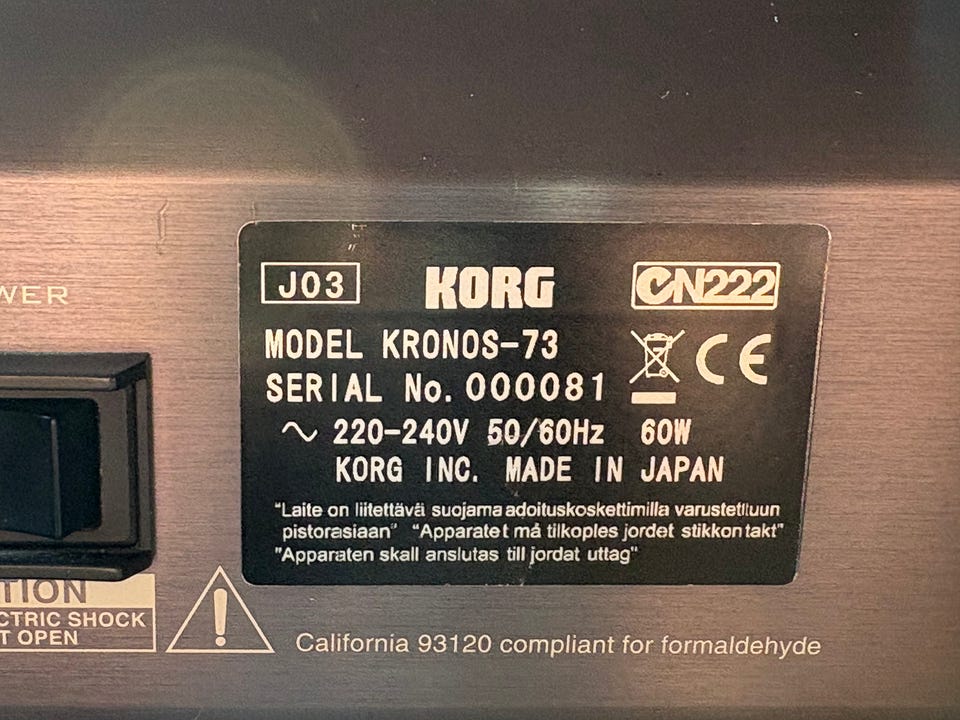 WER
J03 KORG CN222
MODEL KRONOS-73
SERIAL No. 000081
CE
~ 220-240V 50/60Hz 60W
KORG INC. MADE IN JAPAN
"Laite on liitettävä suojama adoituskoskettimilla varustettuun
pistorasiaan" "Apparatet må tilkoples jordet stikkontakt"
"Apparaten skall anslutas till jordat uttag"
TION
CTRIC SHOCK
T OPEN
California 93120 compliant for formaldehyde